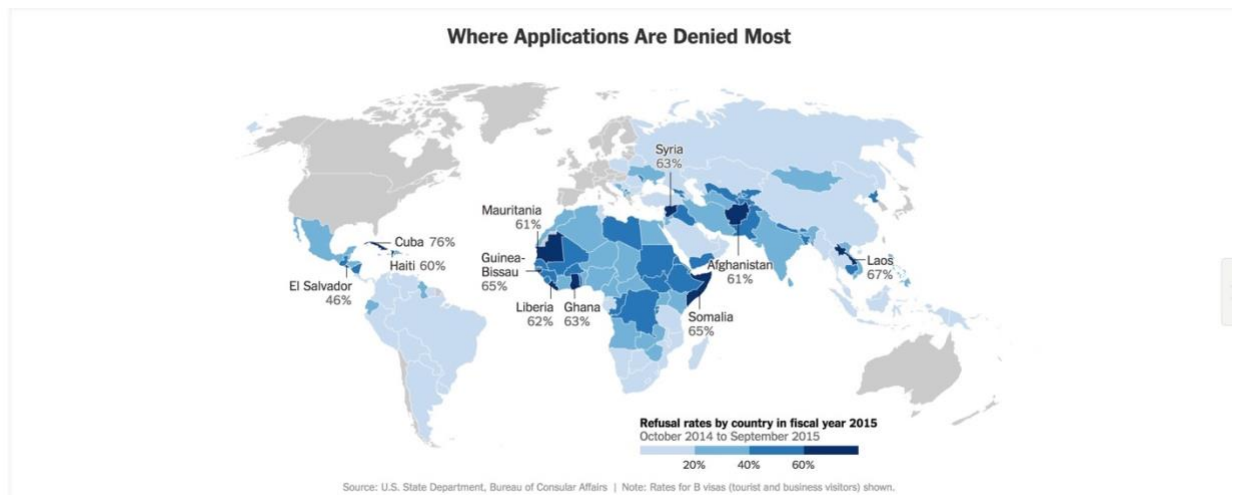 Where Applications Are Denied Most
Syria
63%
Mauritania
61%
Cuba 76%
Guinea-
Bissau
65%
Haiti 60%
Afghanistan
61%
Laos
67%
El Salvador
46%
Liberia
62%
Ghana
63%
Somalia
65%
Refusal rates by country in fiscal year 2015
October 2014 to September 2015
20% 40% 60%
Source: U.S. State Department, Bureau of Consular Affairs | Note: Rates for B visas (tourist and business visitors) shown.